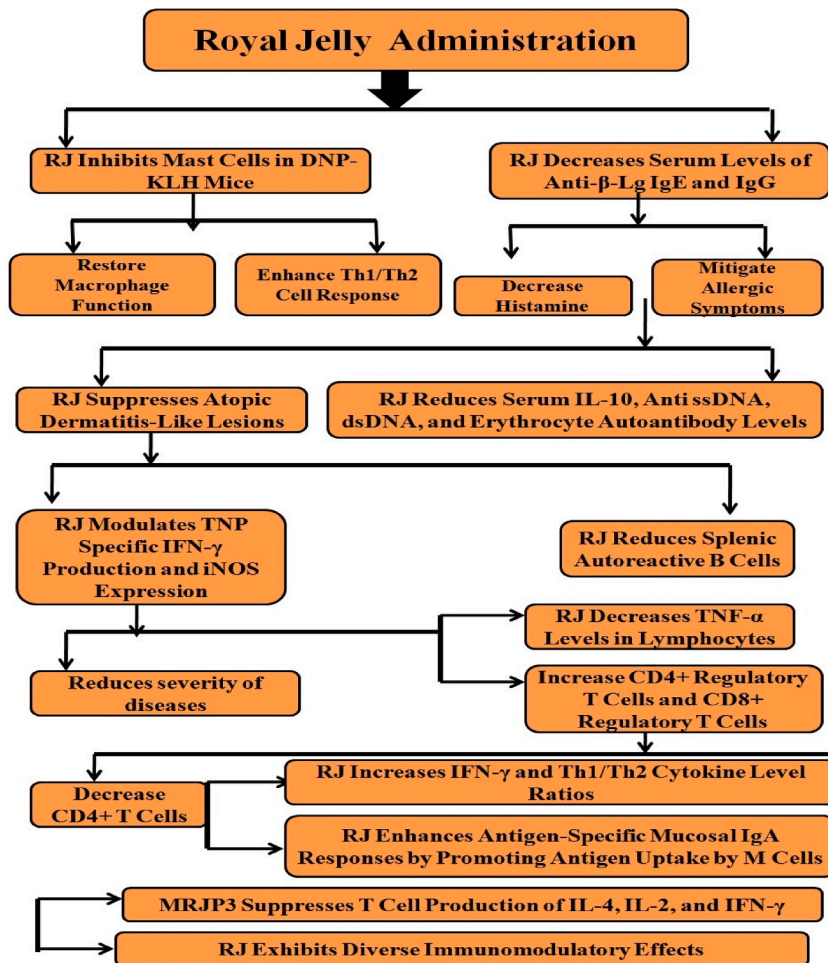 Royal Jelly Administration
RJ Inhibits Mast Cells in DNP-
KLH Mice
RJ Decreases Serum Levels of
Anti-β-Lg IgE and IgG
Restore
Macrophage
Function
Enhance Th1/Th2
Cell Response
Decrease
Histamine
Mitigate
Allergic
Symptoms
RJ Suppresses Atopic
Dermatitis-Like Lesions
RJ Reduces Serum IL-10, Anti ssDNA,
dsDNA, and Erythrocyte Autoantibody Levels
RJ Modulates TNP
Specific IFN-γ
Production and iNOS
Expression
RJ Reduces Splenic
Autoreactive B Cells
RJ Decreases TNF-α
Levels in Lymphocytes
Reduces severity of
diseases
Increase CD4+ Regulatory
T Cells and CD8+
Regulatory T Cells
Decrease
CD4+ T Cells
RJ Increases IFN-γ and Th1/Th2 Cytokine Level
Ratios
RJ Enhances Antigen-Specific Mucosal IgA
Responses by Promoting Antigen Uptake by M Cells
MRJP3 Suppresses T Cell Production of IL-4, IL-2, and IFN-γ
RJ Exhibits Diverse Immunomodulatory Effects